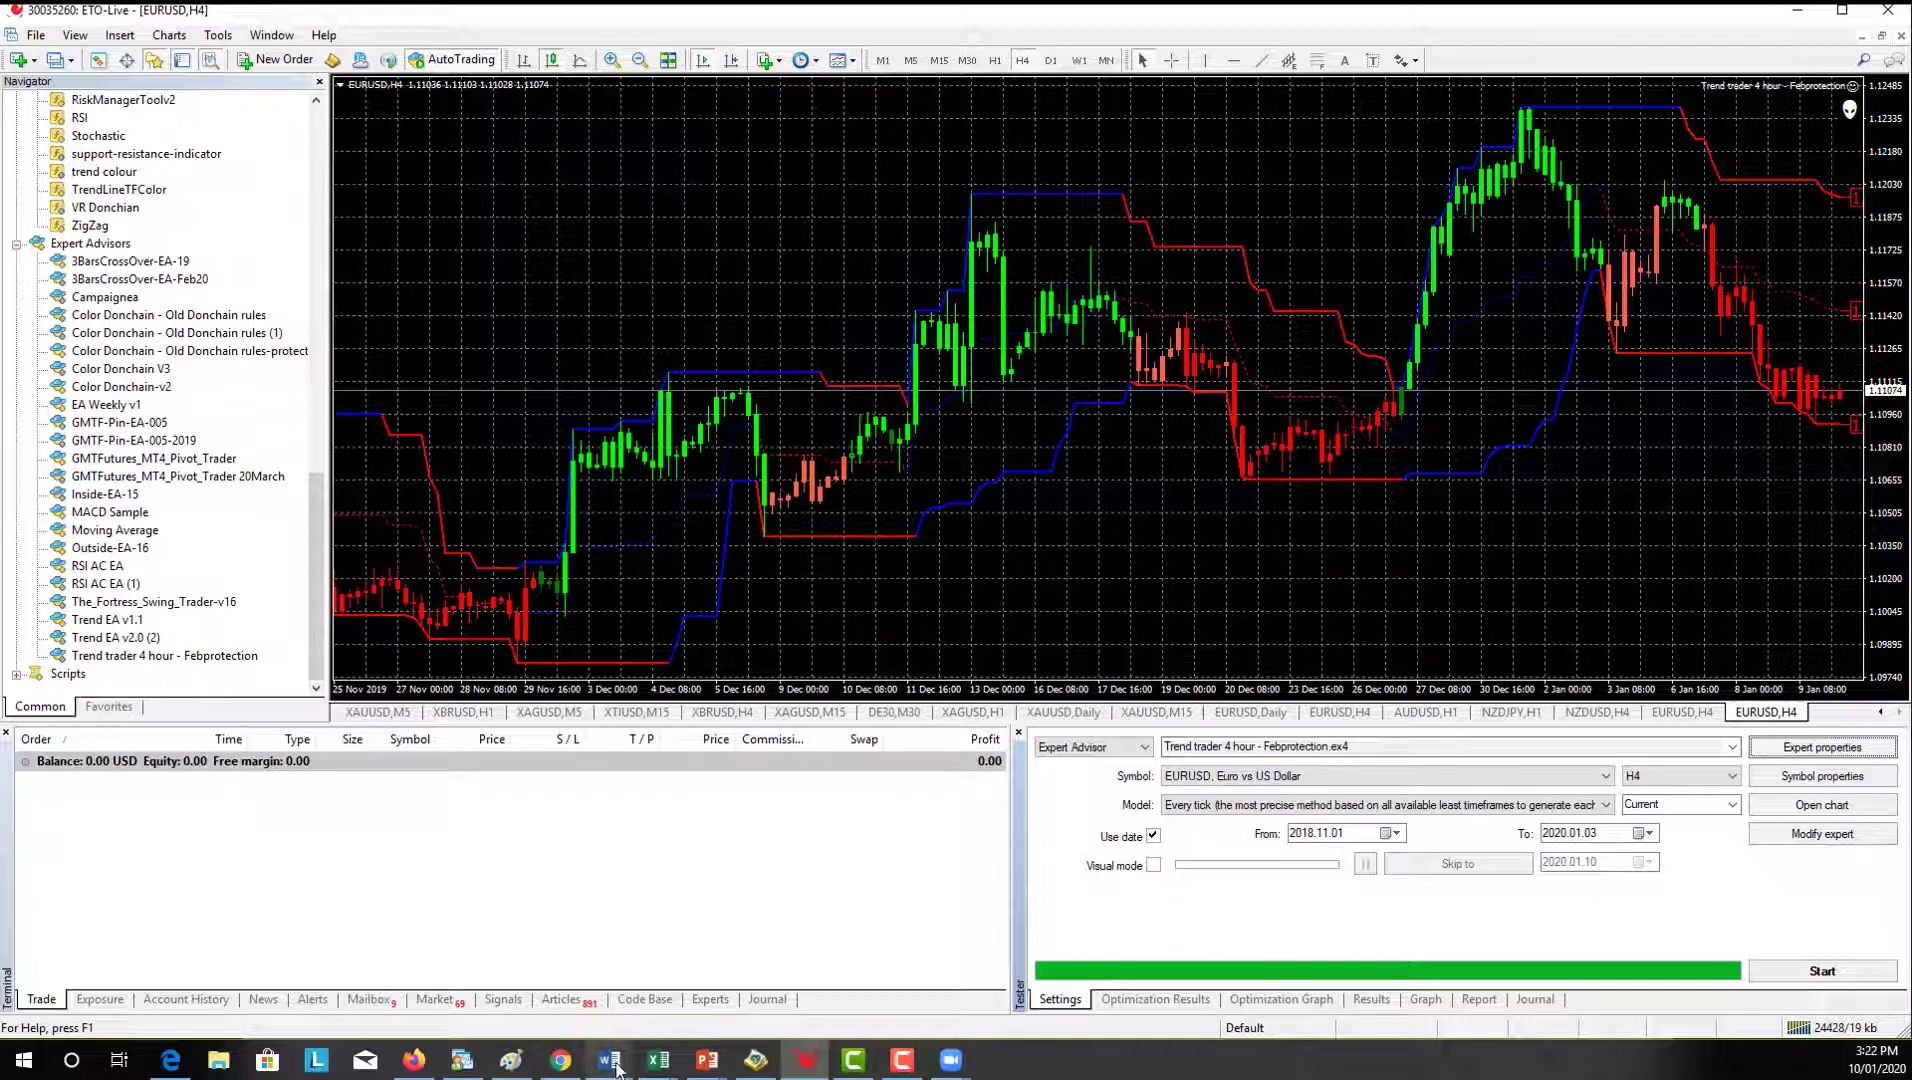 30035260: ETO-Live - [EURUSD,H4]
File View Insert Charts Tools Window Help
New Order AutoTrading M1 M5 M15 M30 H1 H4 D1 W1 MN A T
Navigator
RiskManagerToolv2
RSI
Stochastic
support-resistance-indicator
trend colour
TrendLineTFColor
VR Donchian
ZigZag
Expert Advisors
3BarsCrossOver-EA-19
3BarsCrossOver-EA-Feb20
Campaignea
Color Donchain - Old Donchain rules
Color Donchain - Old Donchain rules (1)
Color Donchain - Old Donchain rules-protect
Color Donchain V3
Color Donchain-v2
EA Weekly v1
GMTF-Pin-EA-005
GMTF-Pin-EA-005-2019
GMTFutures_MT4_Pivot_Trader
GMTFutures_MT4_Pivot_Trader 20March
Inside-EA-15
MACD Sample
Moving Average
Outside-EA-16
RSI AC EA
RSI AC EA (1)
The_Fortress_Swing_Trader-v16
Trend EA v1.1
Trend EA v2.0 (2)
Trend trader 4 hour - Febprotection
Scripts
Common Favorites
EURUSD,H4 1.11036 1.11103 1.11028 1.11074
Trend trader 4 hour - Febprotection
1.12485
1.12335
1.12180
1.12030
1.11875
1.11725
1.11570
1.11420
1.11265
1.11115
1.11074
1.10960
1.10810
1.10655
1.10505
1.10350
1.10200
1.10045
1.09895
1.09740
1
1
1
25 Nov 2019 27 Nov 00:00 28 Nov 08:00 29 Nov 16:00 3 Dec 00:00 4 Dec 08:00 5 Dec 16:00 9 Dec 00:00 10 Dec 08:00 11 Dec 16:00 13 Dec 00:00 16 Dec 08:00 17 Dec 16:00 19 Dec 00:00 20 Dec 08:00 23 Dec 16:00 26 Dec 00:00 27 Dec 08:00 30 Dec 16:00 2 Jan 00:00 3 Jan 08:00 6 Jan 16:00 8 Jan 00:00 9 Jan 08:00
XAUUSD,M5 XBRUSD,H1 XAGUSD,M5 XTIUSD,M15 XBRUSD,H4 XAGUSD,M15 DE30,M30 XAGUSD,H1 XAUUSD,Daily XAUUSD,M15 EURUSD,Daily EURUSD,H4 AUDUSD,H1 NZDJPY,H1 NZDUSD,H4 EURUSD,H4 EURUSD,H4
Order Time Type Size Symbol Price S / L T / P Price Commissi... Swap Profit
Balance: 0.00 USD Equity: 0.00 Free margin: 0.00 0.00
Terminal
Trade Exposure Account History News Alerts Mailbox 9 Market 69 Signals Articles 891 Code Base Experts Journal
Tester
Expert Advisor Trend trader 4 hour - Febprotection.ex4 Expert properties
Symbol: EURUSD, Euro vs US Dollar H4 Symbol properties
Model: Every tick (the most precise method based on all available least timeframes to generate each Current Open chart
Use date From: 2018.11.01 To: 2020.01.03 Modify expert
Visual mode Skip to 2020.01.10
Start
Settings Optimization Results Optimization Graph Results Graph Report Journal
For Help, press F1 Default 24428/19 kb
3:22 PM
10/01/2020